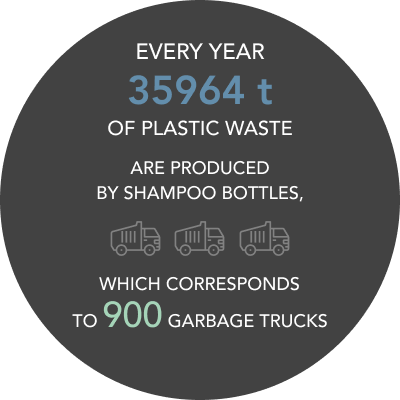 EVERY YEAR
35964 t
OF PLASTIC WASTE
ARE PRODUCED
BY SHAMPOO BOTTLES,
WHICH CORRESPONDS
TO 900 GARBAGE TRUCKS